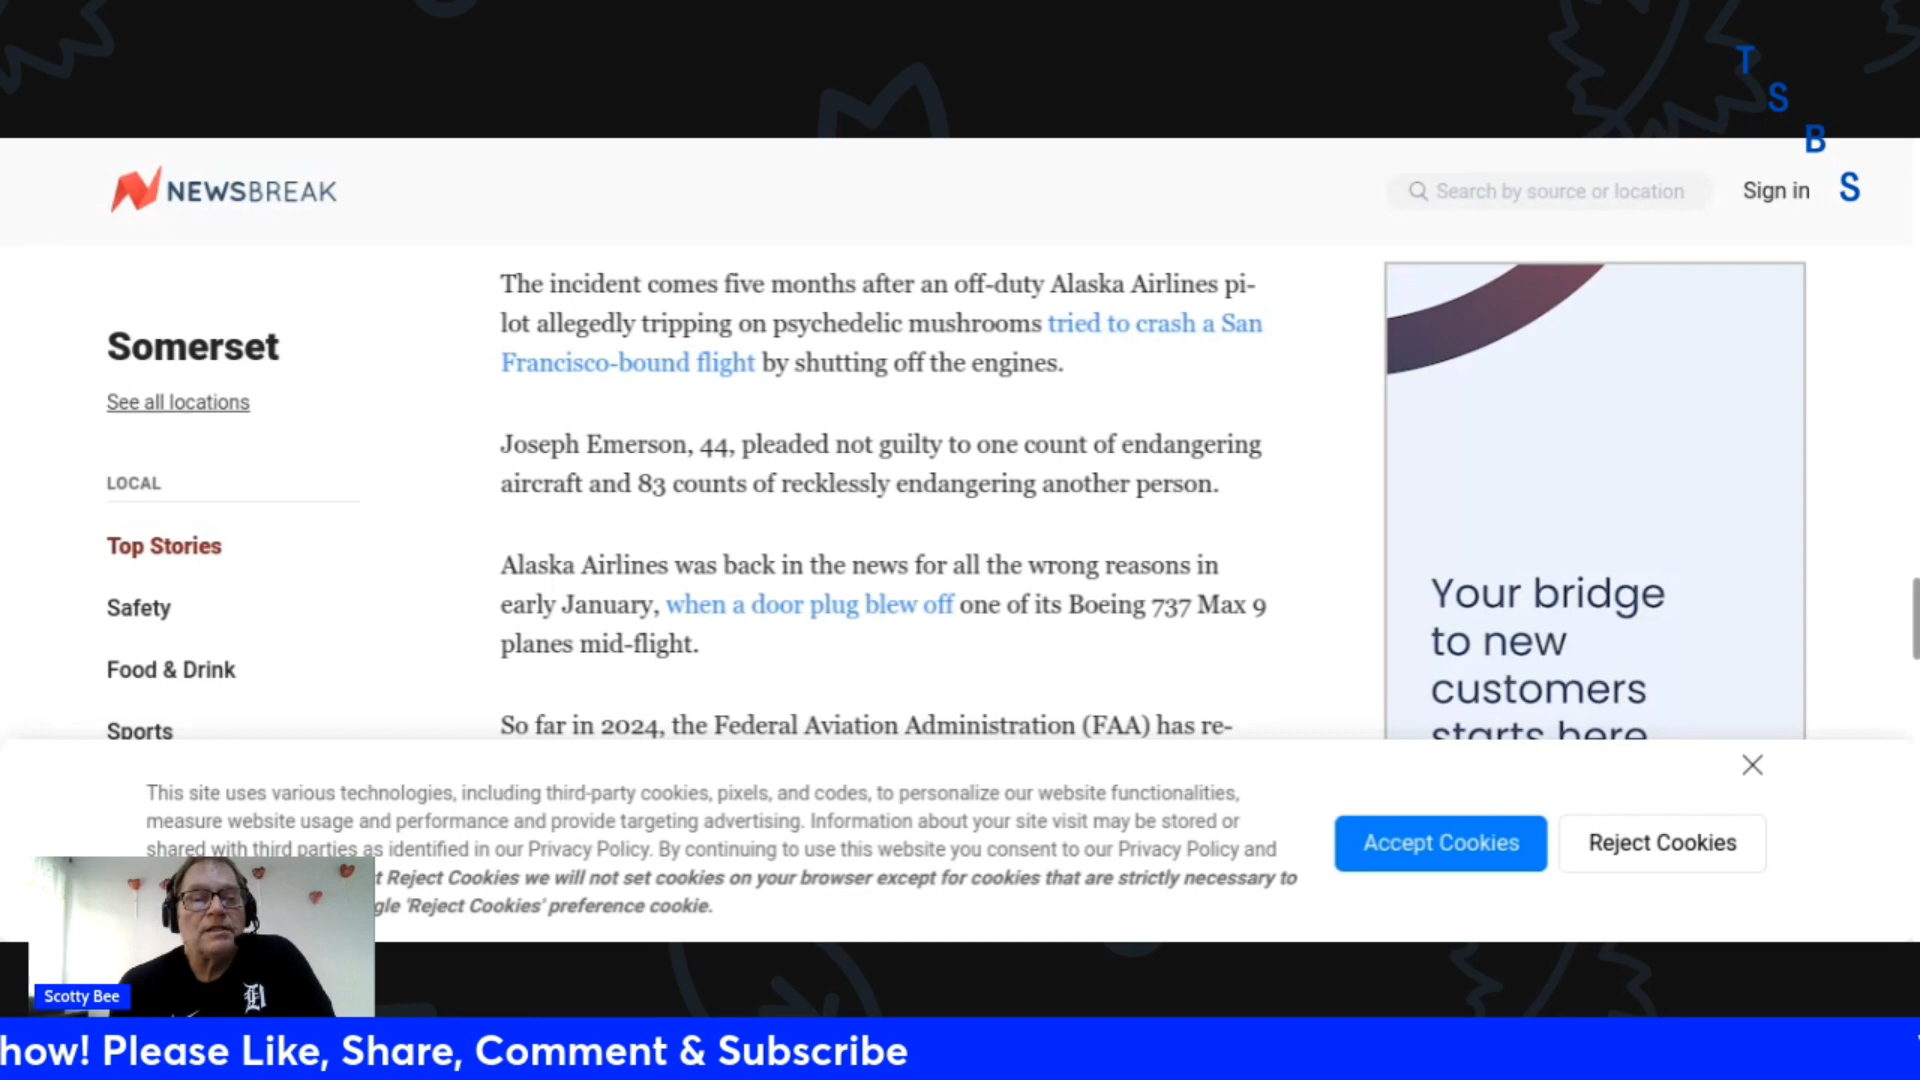 T
S
B
S
NEWSBREAK
Search by source or location
Sign in
Somerset
See all locations
LOCAL
Top Stories
Safety
Food & Drink
Sports
The incident comes five months after an off-duty Alaska Airlines pi-
lot allegedly tripping on psychedelic mushrooms tried to crash a San
Francisco-bound flight by shutting off the engines.
Joseph Emerson, 44, pleaded not guilty to one count of endangering
aircraft and 83 counts of recklessly endangering another person.
Alaska Airlines was back in the news for all the wrong reasons in
early January, when a door plug blew off one of its Boeing 737 Max 9
planes mid-flight.
So far in 2024, the Federal Aviation Administration (FAA) has re-
Your bridge
to new
customers
starts here
This site uses various technologies, including third-party cookies, pixels, and codes, to personalize our website functionalities,
measure website usage and performance and provide targeting advertising. Information about your site visit may be stored or
shared with third parties as identified in our Privacy Policy. By continuing to use this website you consent to our Privacy Policy and
t Reject Cookies we will not set cookies on your browser except for cookies that are strictly necessary to
gle 'Reject Cookies' preference cookie.
Accept Cookies
Reject Cookies
Scotty Bee
how! Please Like, Share, Comment & Subscribe